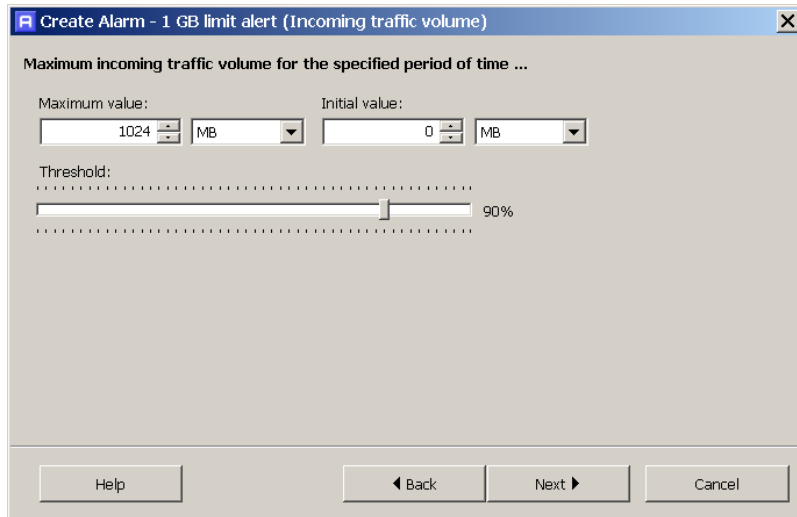 A Create Alarm - 1 GB limit alert (Incoming traffic volume)
Maximum incoming traffic volume for the specified period of time ...
Maximum value: Initial value:
1024 MB 0 MB
Threshold:
90%
Help Back Next Cancel